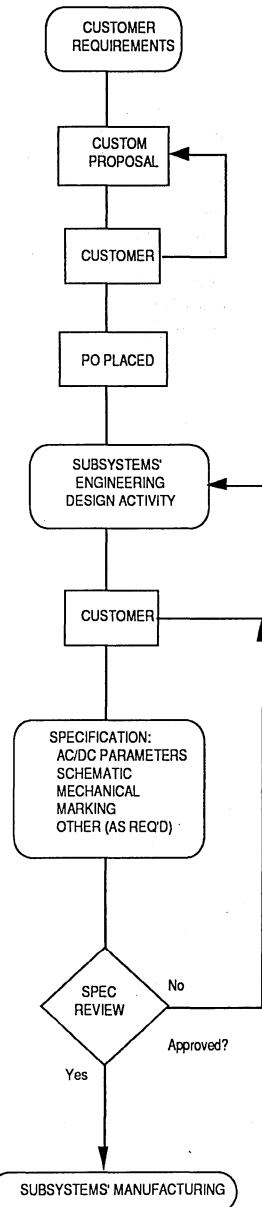 CUSTOMER
REQUIREMENTS
CUSTOM
PROPOSAL
CUSTOMER
PO PLACED
SUBSYSTEMS'
ENGINEERING
DESIGN ACTIVITY
CUSTOMER
SPECIFICATION:
AC/DC PARAMETERS
SCHEMATIC
MECHANICAL
MARKING
OTHER (AS REQ'D)
SPEC
REVIEW
No
Approved?
Yes
SUBSYSTEMS' MANUFACTURING